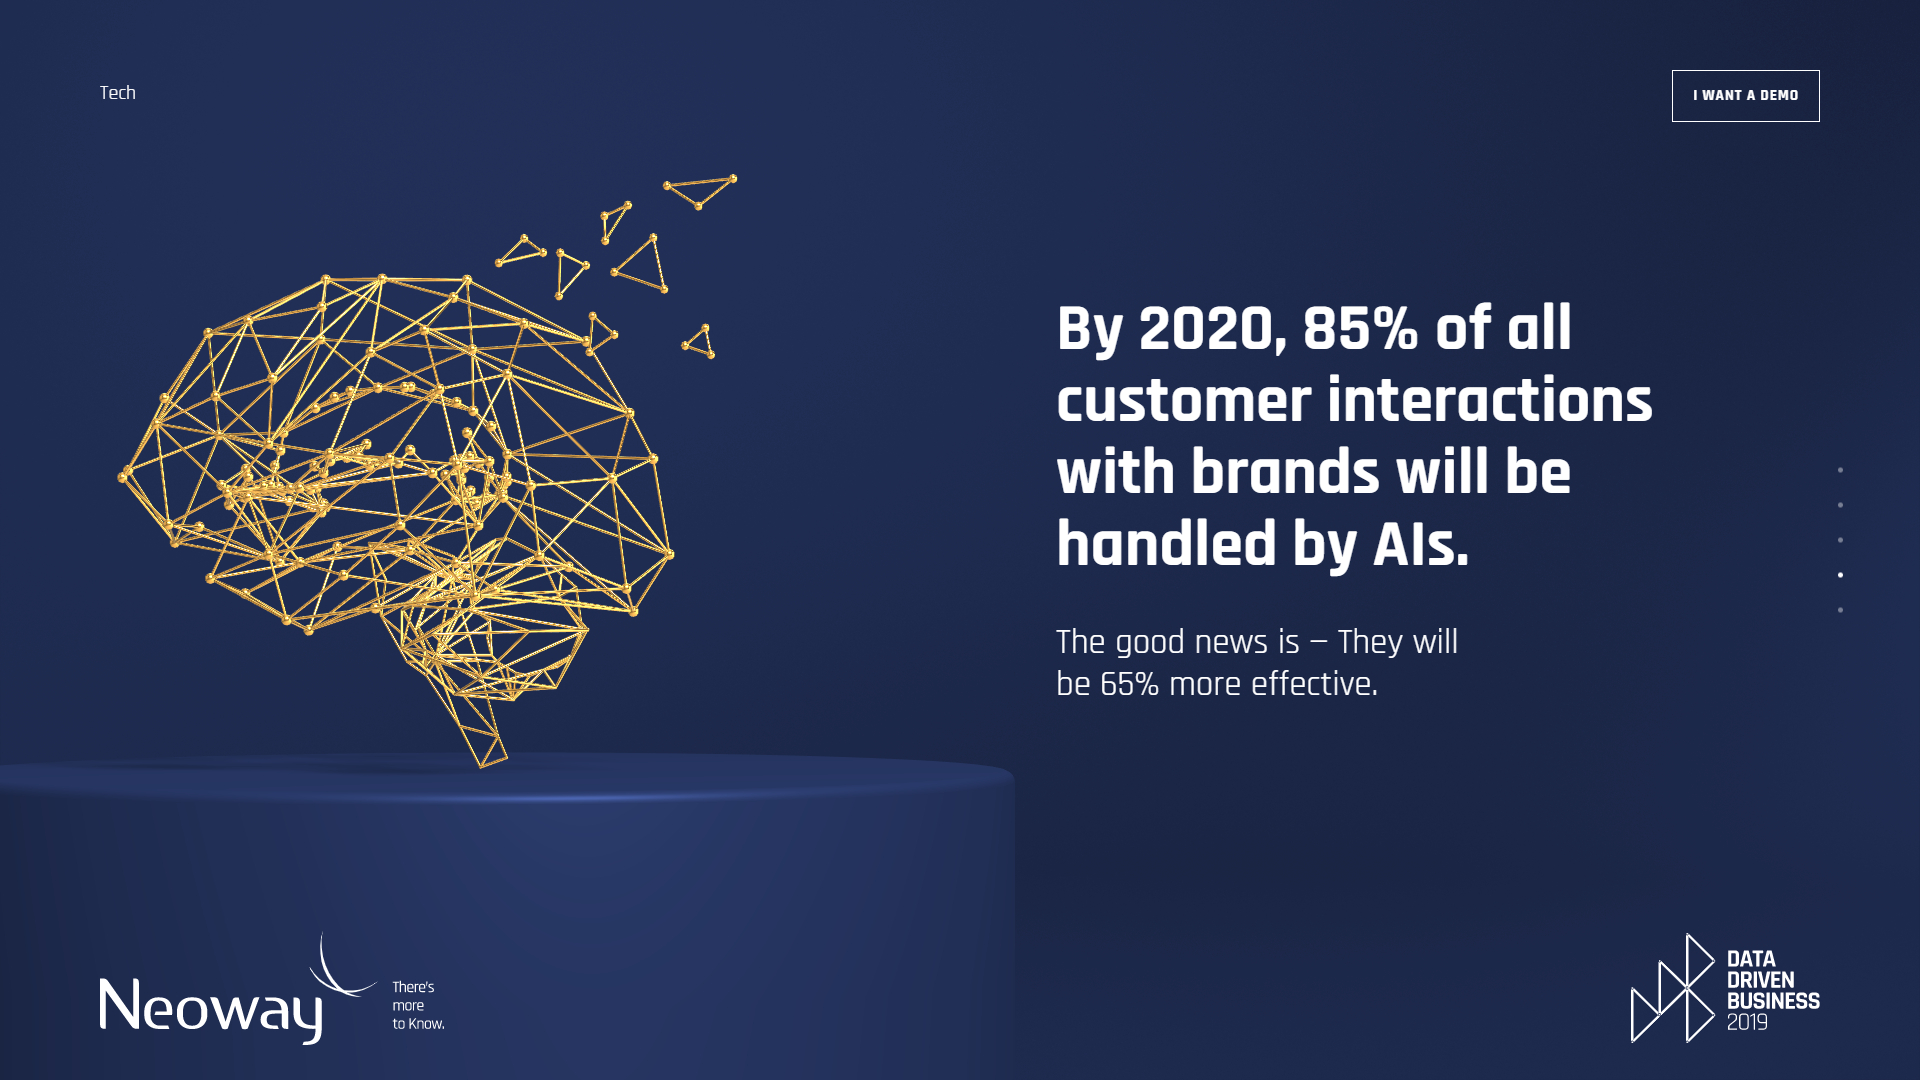 Tech
I WANT A DEMO
By 2020, 85% of all
customer interactions
with brands will be
handled by AIs.
The good news is – They will
be 65% more effective.
Neoway
There's
more
to Know.
DATA
DRIVEN
BUSINESS
2019